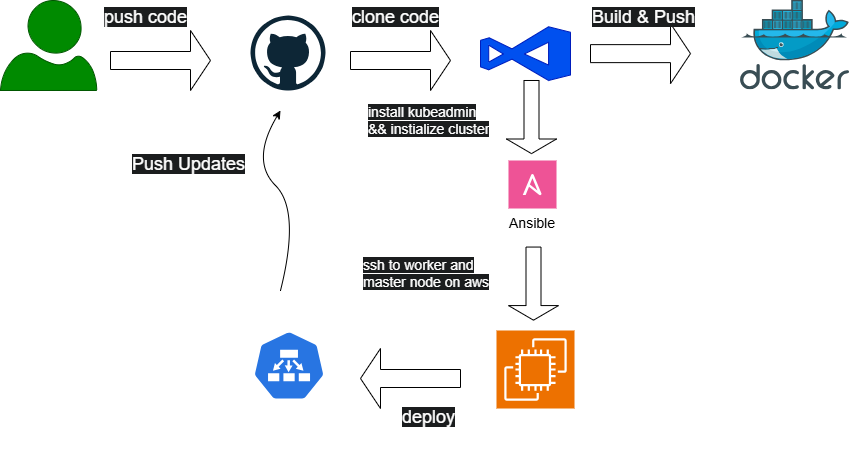 push code
clone code
Build & Push
docker
install kubeadmin
&& instialize cluster
Push Updates
Ansible
ssh to worker and
master node on aws
deploy